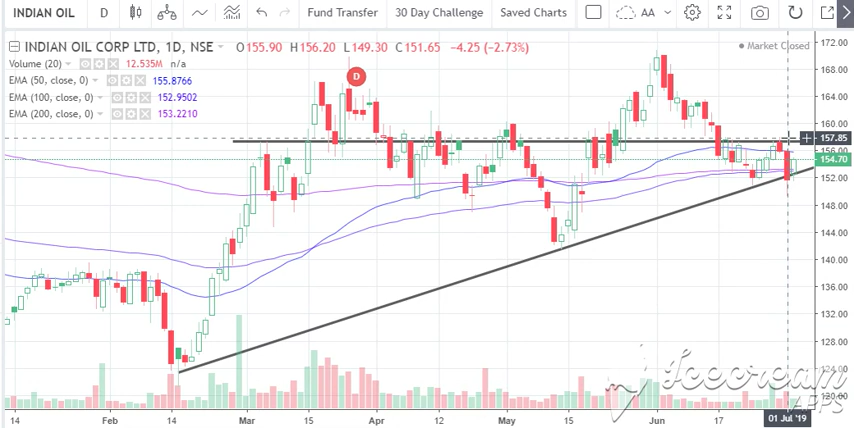 INDIAN OIL D Fund Transfer 30 Day Challenge Saved Charts AA
INDIAN OIL CORP LTD, 1D, NSE O155.90 H156.20 L149.30 C151.65 -4.25 (-2.73%) Market Closed
Volume (20) 12.535M n/a
EMA (50, close, 0) 155.8766
EMA (100, close, 0) 152.9502
EMA (200, close, 0) 153.2210
D
172.00
168.00
164.00
160.00
157.85
156.00
154.70
152.00
148.00
144.00
140.00
136.00
132.00
128.00
124.00
120.00
Icecream
APPS
14 Feb 14 Mar 15 Apr 15 May 15 Jun 01 Jul '19